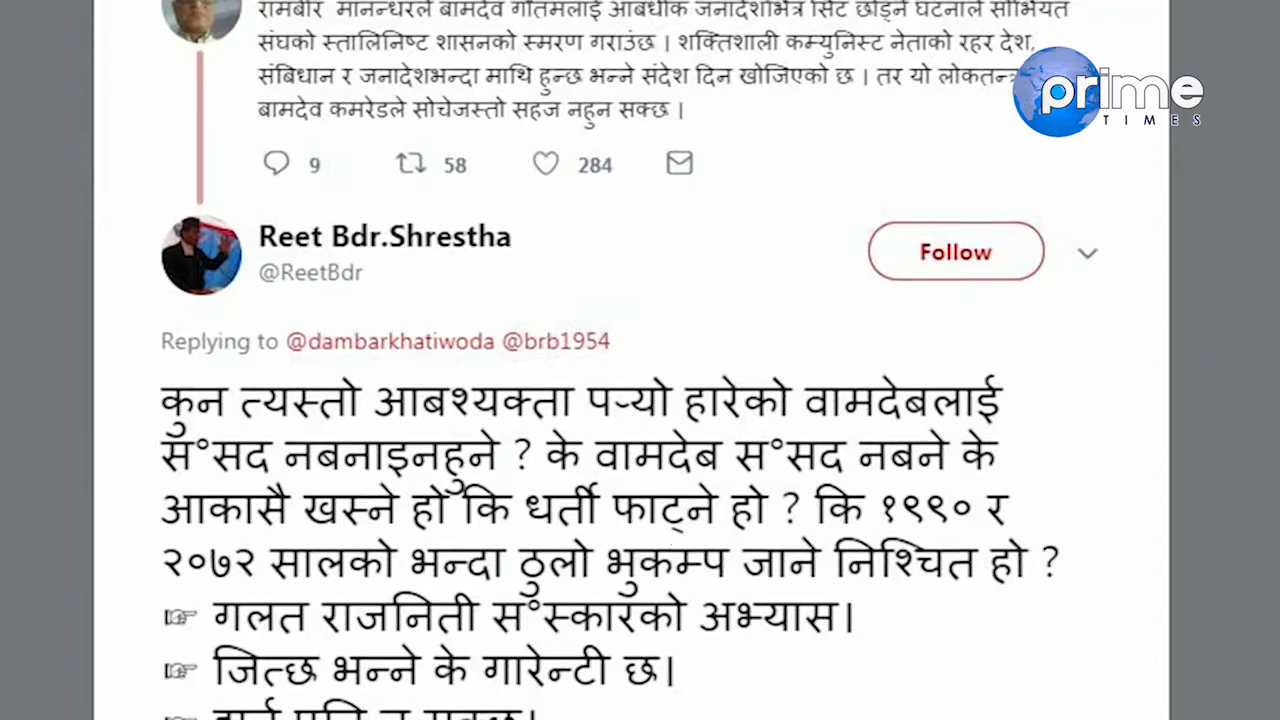 रामबीर मानन्धरले बामदेव गौतमलाई आबधीक जनादेशभित्र सिट छोड्ने घटनाले सोभियत
संघको स्तालिनिष्ट शासनको स्मरण गराउंछ । शक्तिशाली कम्युनिस्ट नेताको रहर देश,
संबिधान र जनादेशभन्दा माथि हुन्छ भन्ने संदेश दिन खोजिएको छ । तर यो लोकतन्त्र
बामदेव कमरेडले सोचेजस्तो सहज नहुन सक्छ ।
prime
TIMES
9 58 284
Reet Bdr.Shrestha
@ReetBdr
Follow
Replying to @dambarkhatiwoda @brb1954
कुन त्यस्तो आबश्यक्ता पर्‍यो हारेको वामदेबलाई
स°सद नबनाइनहुने ? के वामदेब स°सद नबने के
आकासै खस्ने हो कि धर्ती फाट्ने हो ? कि १९९० र
२०७२ सालको भन्दा ठुलो भुकम्प जाने निश्चित हो ?
☞ गलत राजनिती स°स्कारको अभ्यास।
☞ जित्छ भन्ने के गारेन्टी छ।